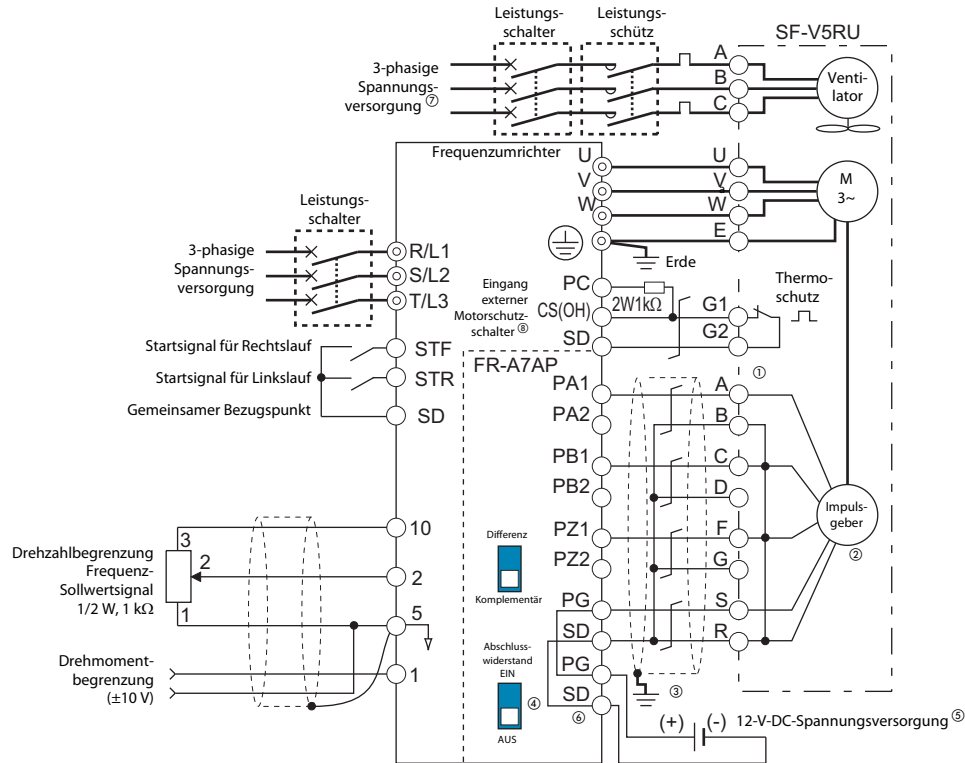 Leistungs-
schalter
Leistungs-
schütz
SF-V5RU
3-phasige
Spannungs-
versorgung ⑦
A
B
C
Venti-
lator
Frequenzumrichter
U
V
W
U
V
W
E
M
3~
Erde
Leistungs-
schalter
3-phasige
Spannungs-
versorgung
R/L1
S/L2
T/L3
Eingang
externer
Motorschutz-
schalter ⑧
PC
CS(OH)
SD
2W1kΩ
G1
G2
Thermo-
schutz
Startsignal für Rechtslauf
STF
Startsignal für Linkslauf
STR
Gemeinsamer Bezugspunkt
SD
FR-A7AP
PA1
PA2
PB1
PB2
PZ1
PZ2
PG
SD
PG
SD
①
A
B
C
D
F
G
S
R
Impuls-
geber
②
Differenz
Komplementär
Abschluss-
widerstand
EIN
④
AUS
⑥
③
Drehzahlbegrenzung
Frequenz-
Sollwertsignal
1/2 W, 1 kΩ
3
2
1
10
2
5
1
Drehmoment-
begrenzung
(±10 V)
(+)
(-)
12-V-DC-Spannungsversorgung ⑤